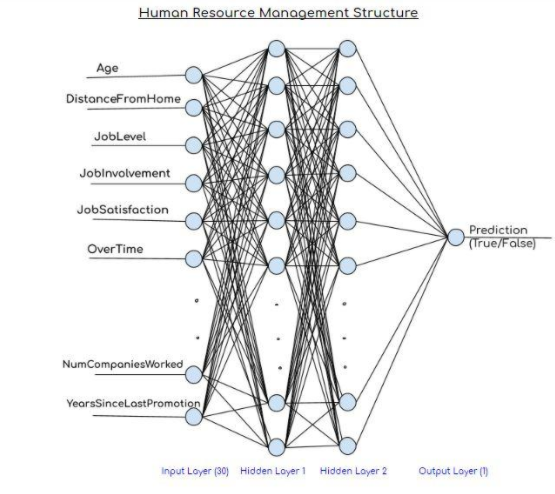 Human Resource Management Structure
Age
DistanceFromHome
JobLevel
JobInvolvement
JobSatisfaction
OverTime
Prediction
(True/False)
NumCompaniesWorked
YearsSinceLastPromotion
Input Layer (30) Hidden Layer 1 Hidden Layer 2 Output Layer (1)